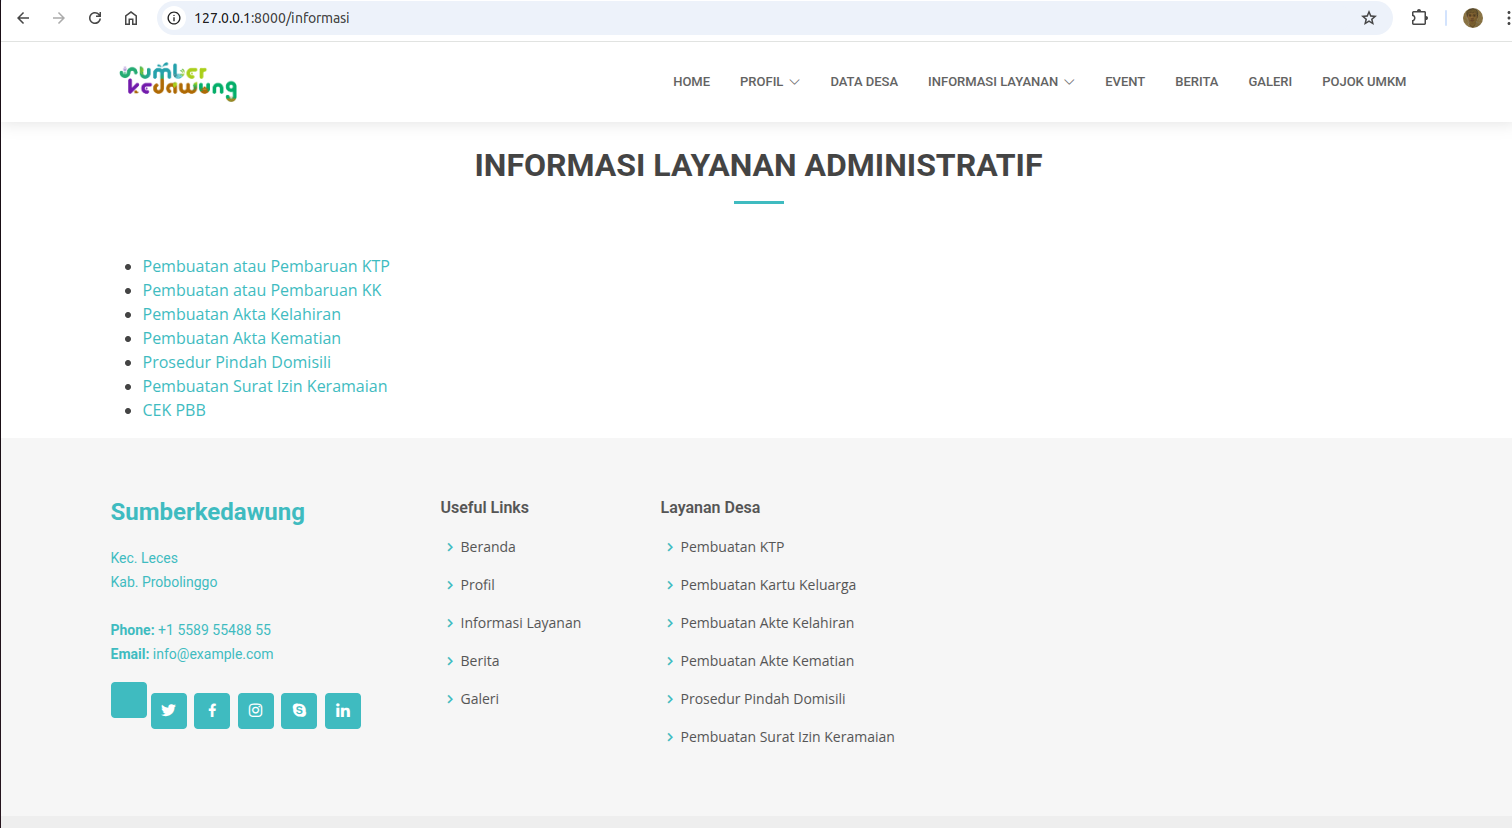 127.0.0.1:8000/informasi
sumber
kedawung
HOME PROFIL DATA DESA INFORMASI LAYANAN EVENT BERITA GALERI POJOK UMKM
INFORMASI LAYANAN ADMINISTRATIF
Pembuatan atau Pembaruan KTP
Pembuatan atau Pembaruan KK
Pembuatan Akta Kelahiran
Pembuatan Akta Kematian
Prosedur Pindah Domisili
Pembuatan Surat Izin Keramaian
CEK PBB
Sumberkedawung
Kec. Leces
Kab. Probolinggo
Phone: +1 5589 55488 55
Email: info@example.com
Useful Links
Beranda
Profil
Informasi Layanan
Berita
Galeri
Layanan Desa
Pembuatan KTP
Pembuatan Kartu Keluarga
Pembuatan Akte Kelahiran
Pembuatan Akte Kematian
Prosedur Pindah Domisili
Pembuatan Surat Izin Keramaian